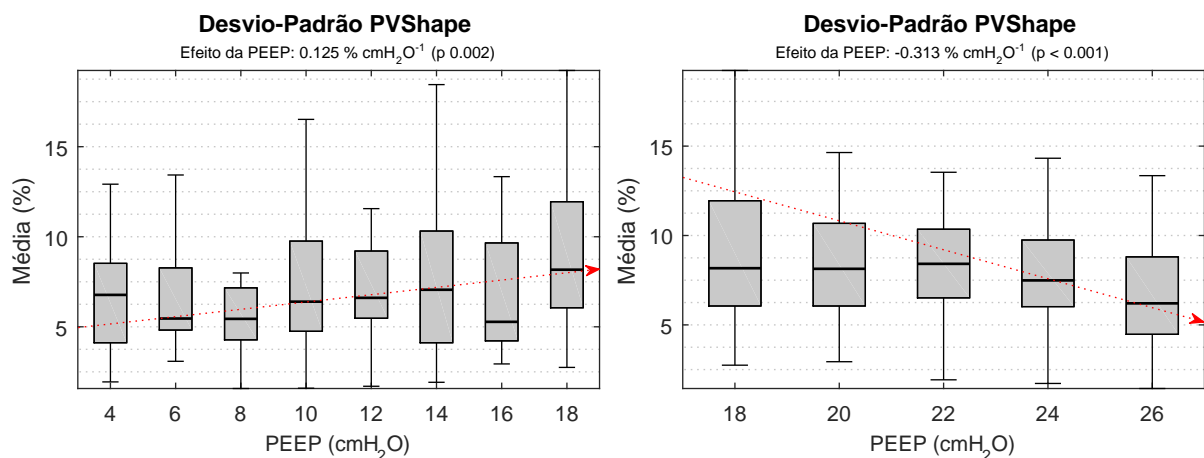 Desvio-Padrão PVShape
Efeito da PEEP: 0.125 % cmH₂O⁻¹ (p 0.002)
15
10
5
Média (%)
4 6 8 10 12 14 16 18
PEEP (cmH₂O)
Desvio-Padrão PVShape
Efeito da PEEP: -0.313 % cmH₂O⁻¹ (p < 0.001)
15
10
5
Média (%)
18 20 22 24 26
PEEP (cmH₂O)